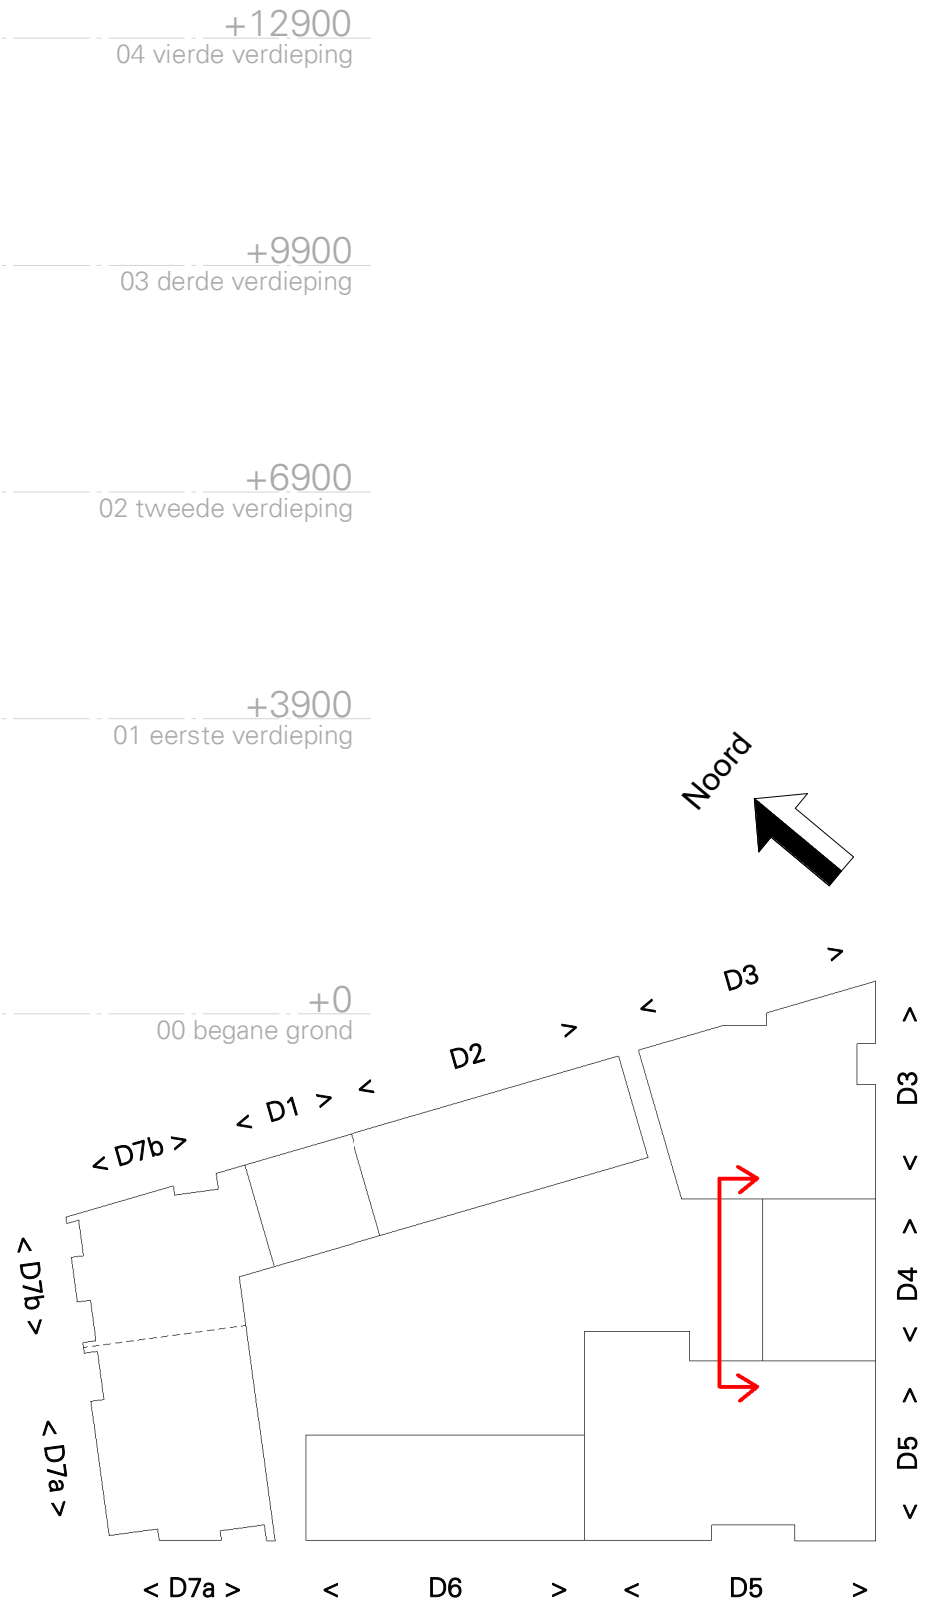 +12900
04 vierde verdieping
+9900
03 derde verdieping
+6900
02 tweede verdieping
+3900
01 eerste verdieping
Noord
+0
00 begane grond
< D3 >
< D2 >
< D1 >
< D7b >
< D3 >
< D4 >
< D7b >
< D5 >
< D7a >
< D7a >
< D6 >
< D5 >